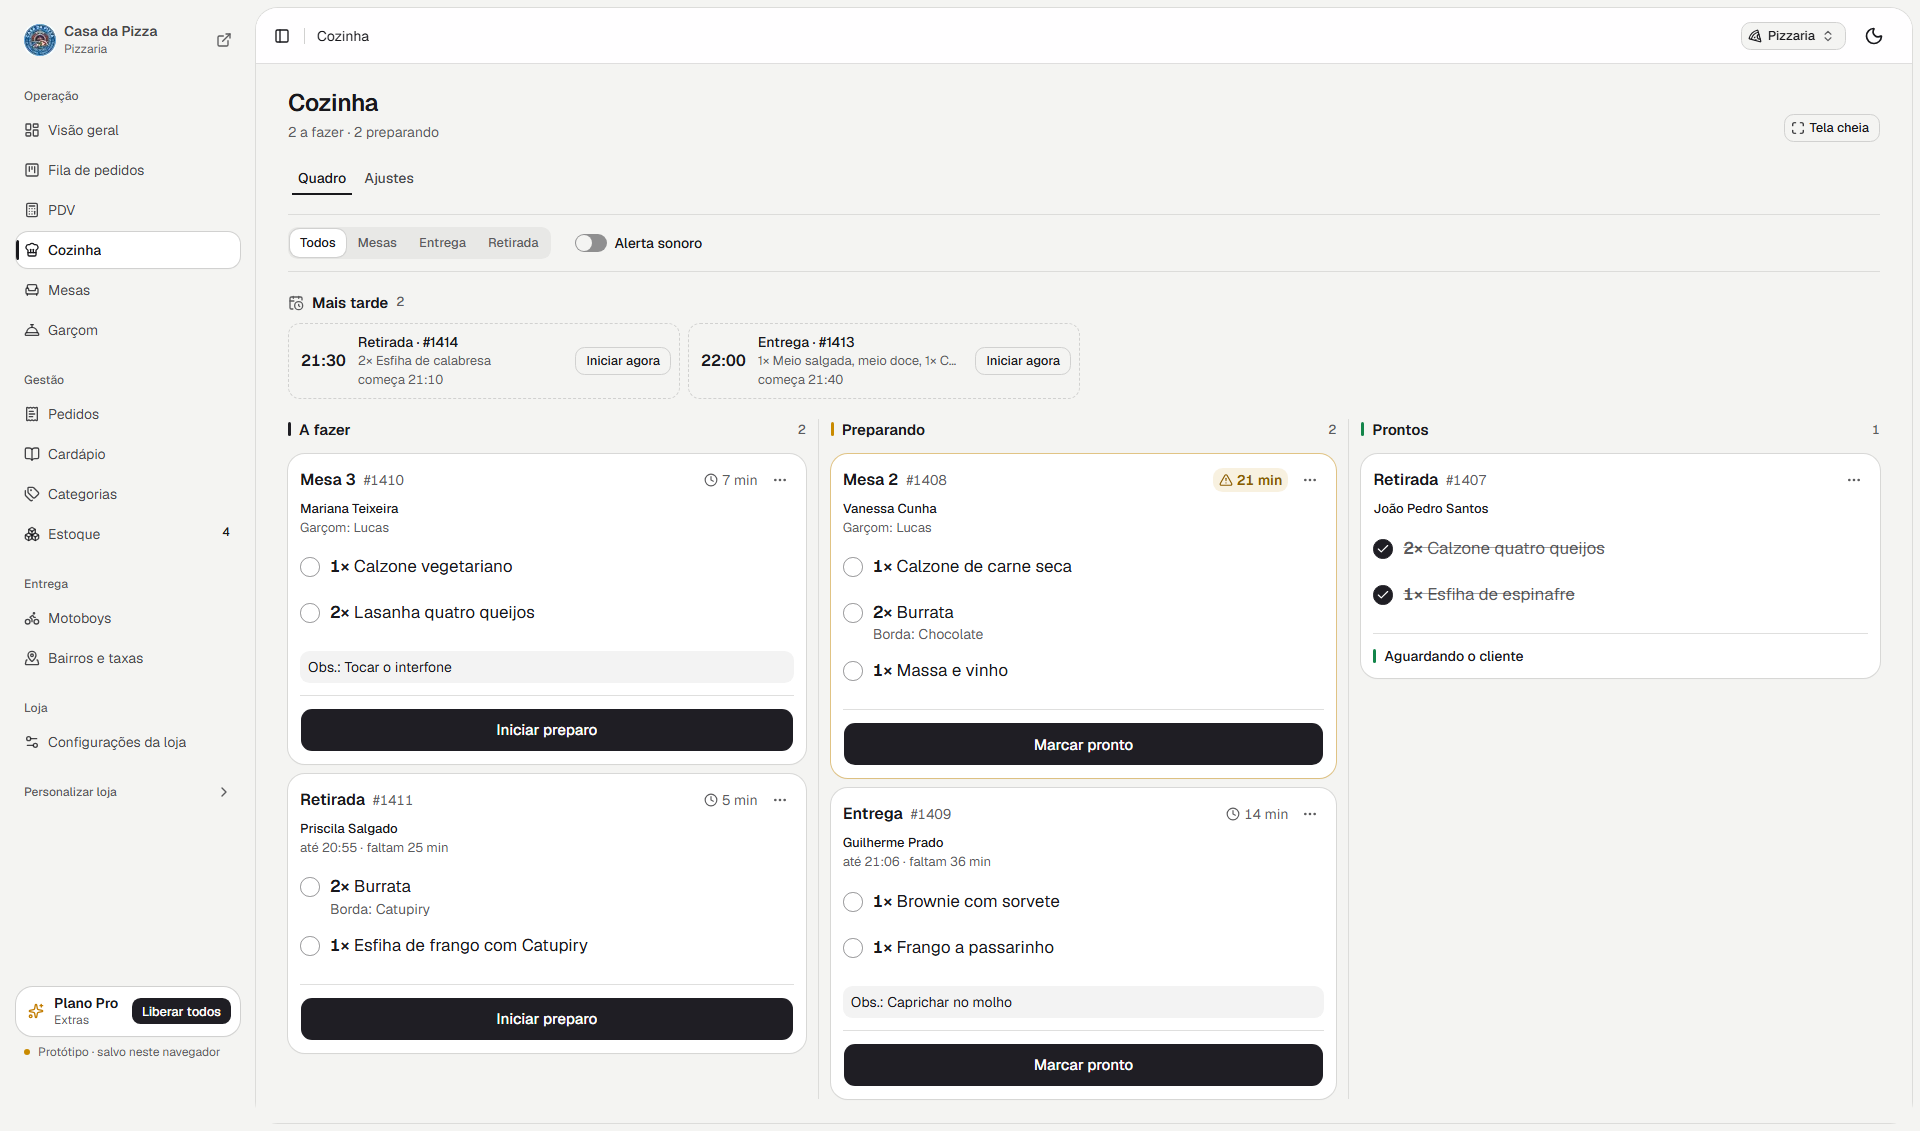 Casa da Pizza
Pizzaria
Operação
Visão geral
Fila de pedidos
PDV
Cozinha
Mesas
Garçom
Gestão
Pedidos
Cardápio
Categorias
Estoque 4
Entrega
Motoboys
Bairros e taxas
Loja
Configurações da loja
Personalizar loja
Plano Pro
Extras
Liberar todos
Protótipo · salvo neste navegador
Cozinha
Pizzaria
Cozinha
2 a fazer · 2 preparando
Tela cheia
Quadro Ajustes
Todos Mesas Entrega Retirada Alerta sonoro
Mais tarde 2
21:30
Retirada · #1414
2× Esfiha de calabresa
começa 21:10
Iniciar agora
22:00
Entrega · #1413
1× Meio salgada, meio doce, 1× C...
começa 21:40
Iniciar agora
A fazer 2
Mesa 3 #1410 7 min
Mariana Teixeira
Garçom: Lucas
1× Calzone vegetariano
2× Lasanha quatro queijos
Obs.: Tocar o interfone
Iniciar preparo
Retirada #1411 5 min
Priscila Salgado
até 20:55 · faltam 25 min
2× Burrata
Borda: Catupiry
1× Esfiha de frango com Catupiry
Iniciar preparo
Preparando 2
Mesa 2 #1408 21 min
Vanessa Cunha
Garçom: Lucas
1× Calzone de carne seca
2× Burrata
Borda: Chocolate
1× Massa e vinho
Marcar pronto
Entrega #1409 14 min
Guilherme Prado
até 21:06 · faltam 36 min
1× Brownie com sorvete
1× Frango a passarinho
Obs.: Caprichar no molho
Marcar pronto
Prontos 1
Retirada #1407
João Pedro Santos
2× Calzone quatro queijos
1× Esfiha de espinafre
Aguardando o cliente